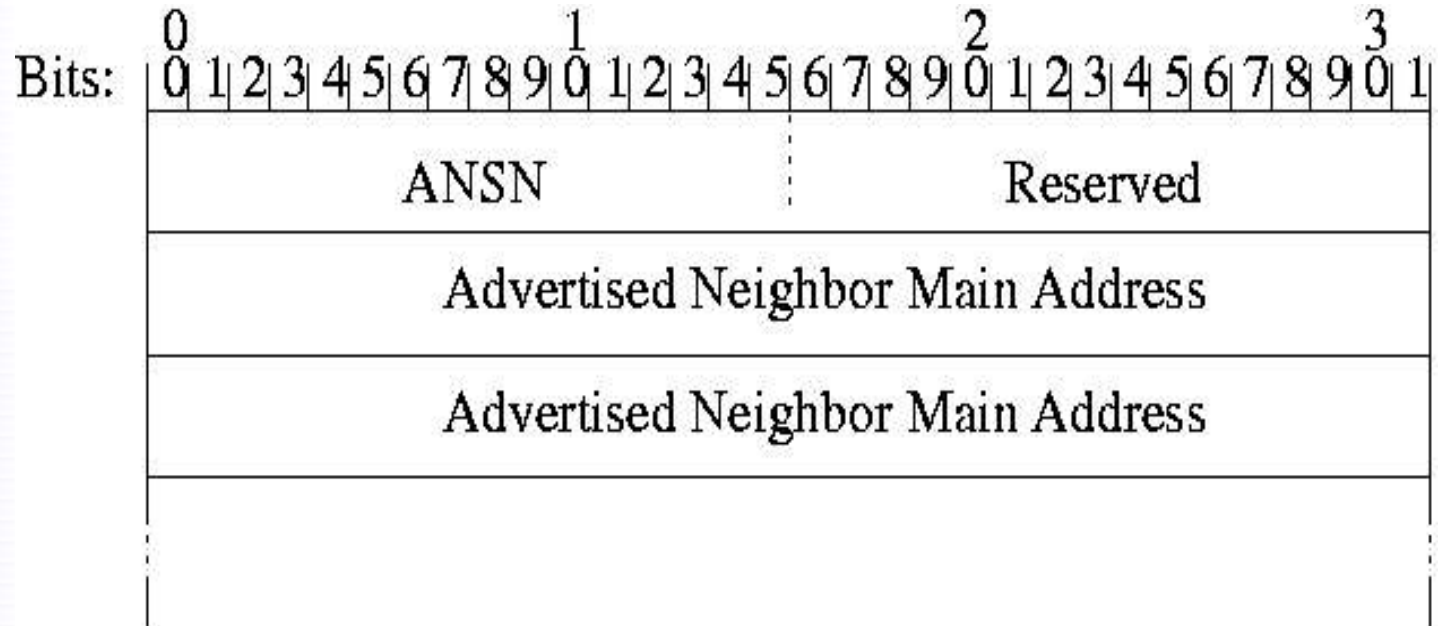 0 1 2 3
Bits: 0 1 2 3 4 5 6 7 8 9 0 1 2 3 4 5 6 7 8 9 0 1 2 3 4 5 6 7 8 9 0 1
ANSN Reserved
Advertised Neighbor Main Address
Advertised Neighbor Main Address